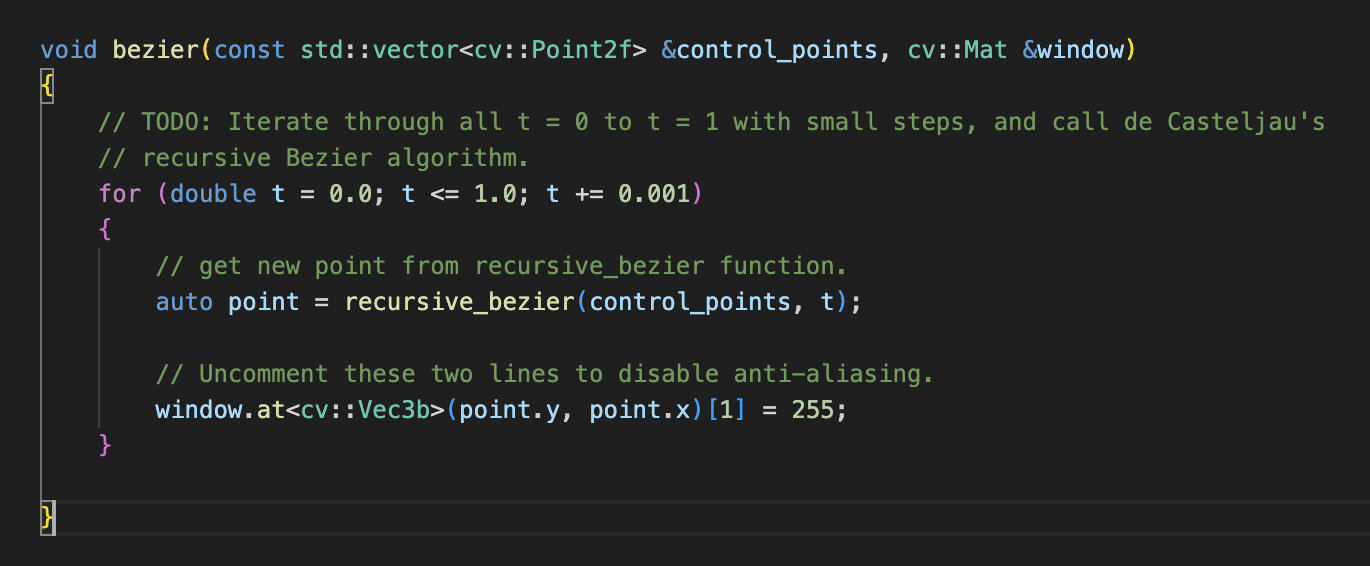 void bezier(const std::vector<cv::Point2f> &control_points, cv::Mat &window)
{
    // TODO: Iterate through all t = 0 to t = 1 with small steps, and call de Casteljau's
    // recursive Bezier algorithm.
    for (double t = 0.0; t <= 1.0; t += 0.001)
    {
        // get new point from recursive_bezier function.
        auto point = recursive_bezier(control_points, t);

        // Uncomment these two lines to disable anti-aliasing.
        window.at<cv::Vec3b>(point.y, point.x)[1] = 255;
    }

}